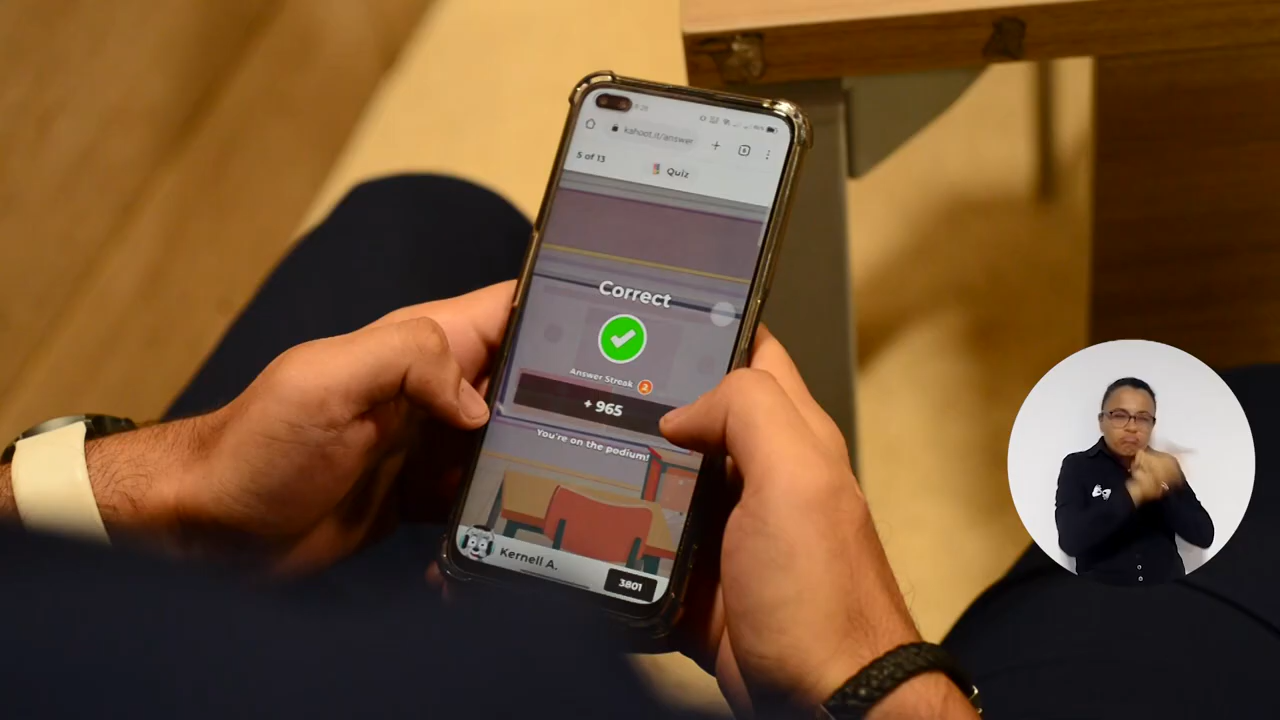 kahoot.it/answer
5 of 13
Quiz
Correct
Answer Streak 2
+ 965
You're on the podium!
Kernell A.
3801